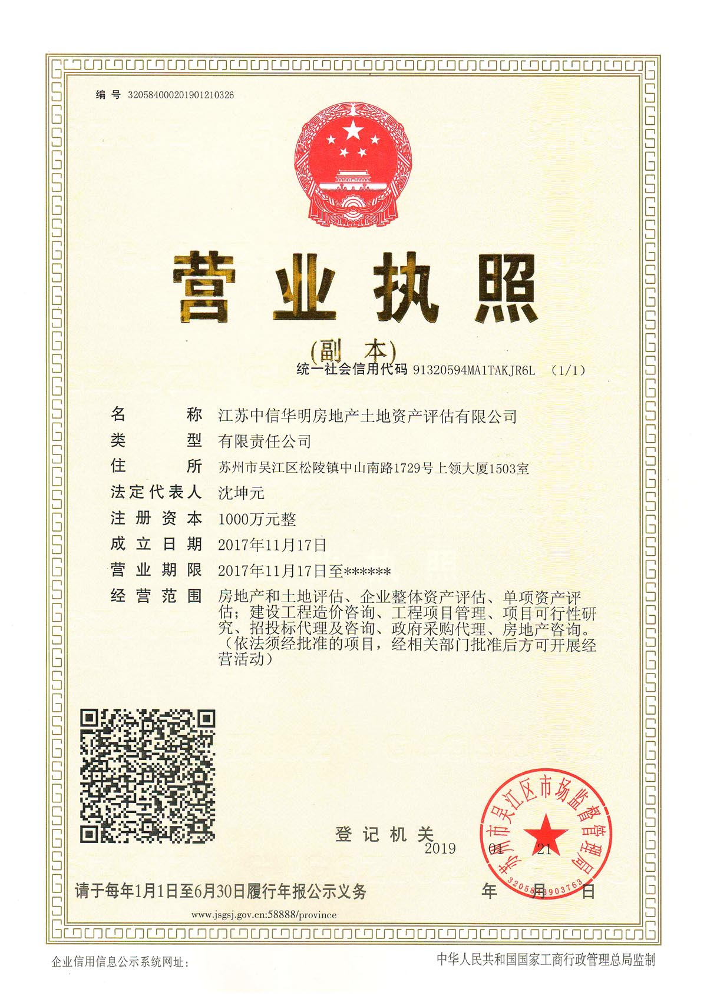 编 号 320584000201901210326
营业执照
(副 本)
统一社会信用代码 91320594MA1TAKJR6L （1/1）
名 称 江苏中信华明房地产土地资产评估有限公司
类 型 有限责任公司
住 所 苏州市吴江区松陵镇中山南路1729号上领大厦1503室
法定代表人 沈坤元
注 册 资 本 1000万元整
成 立 日 期 2017年11月17日
营 业 期 限 2017年11月17日至******
经 营 范 围 房地产和土地评估、企业整体资产评估、单项资产评
估；建设工程造价咨询、工程项目管理、项目可行性研
究、招投标代理及咨询、政府采购代理、房地产咨询。
（依法须经批准的项目，经相关部门批准后方可开展经
营活动）
苏州市吴江区市场监督管理局
登 记 机 关
2019 01 21
年 月 日
3205843903763
请于每年1月1日至6月30日履行年报公示义务
www.jsgsj.gov.cn:58888/province
企业信用信息公示系统网址：
中华人民共和国国家工商行政管理总局监制